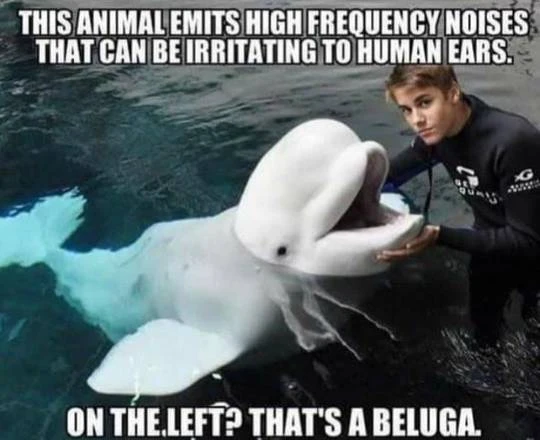 THIS ANIMAL EMITS HIGH FREQUENCY NOISES
THAT CAN BE IRRITATING TO HUMAN EARS.
ON THE LEFT? THAT'S A BELUGA.